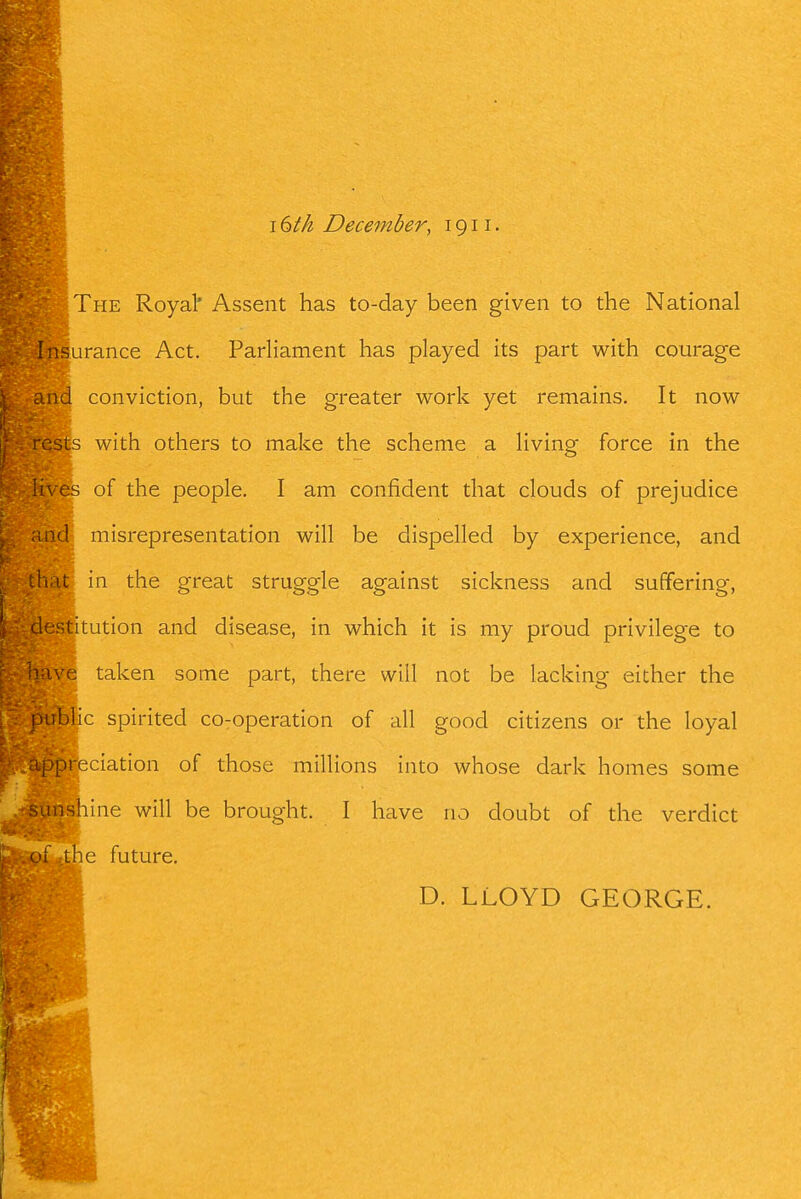 16th December, 1911.
THE Royal Assent has to-day been given to the National
Insurance Act. Parliament has played its part with courage
and conviction, but the greater work yet remains. It now
rests with others to make the scheme a living force in the
lives of the people. I am confident that clouds of prejudice
and misrepresentation will be dispelled by experience, and
that in the great struggle against sickness and suffering,
destitution and disease, in which it is my proud privilege to
have taken some part, there will not be lacking either the
public spirited co-operation of all good citizens or the loyal
appreciation of those millions into whose dark homes some
sunshine will be brought. I have no doubt of the verdict
of the future.
D. LLOYD GEORGE.